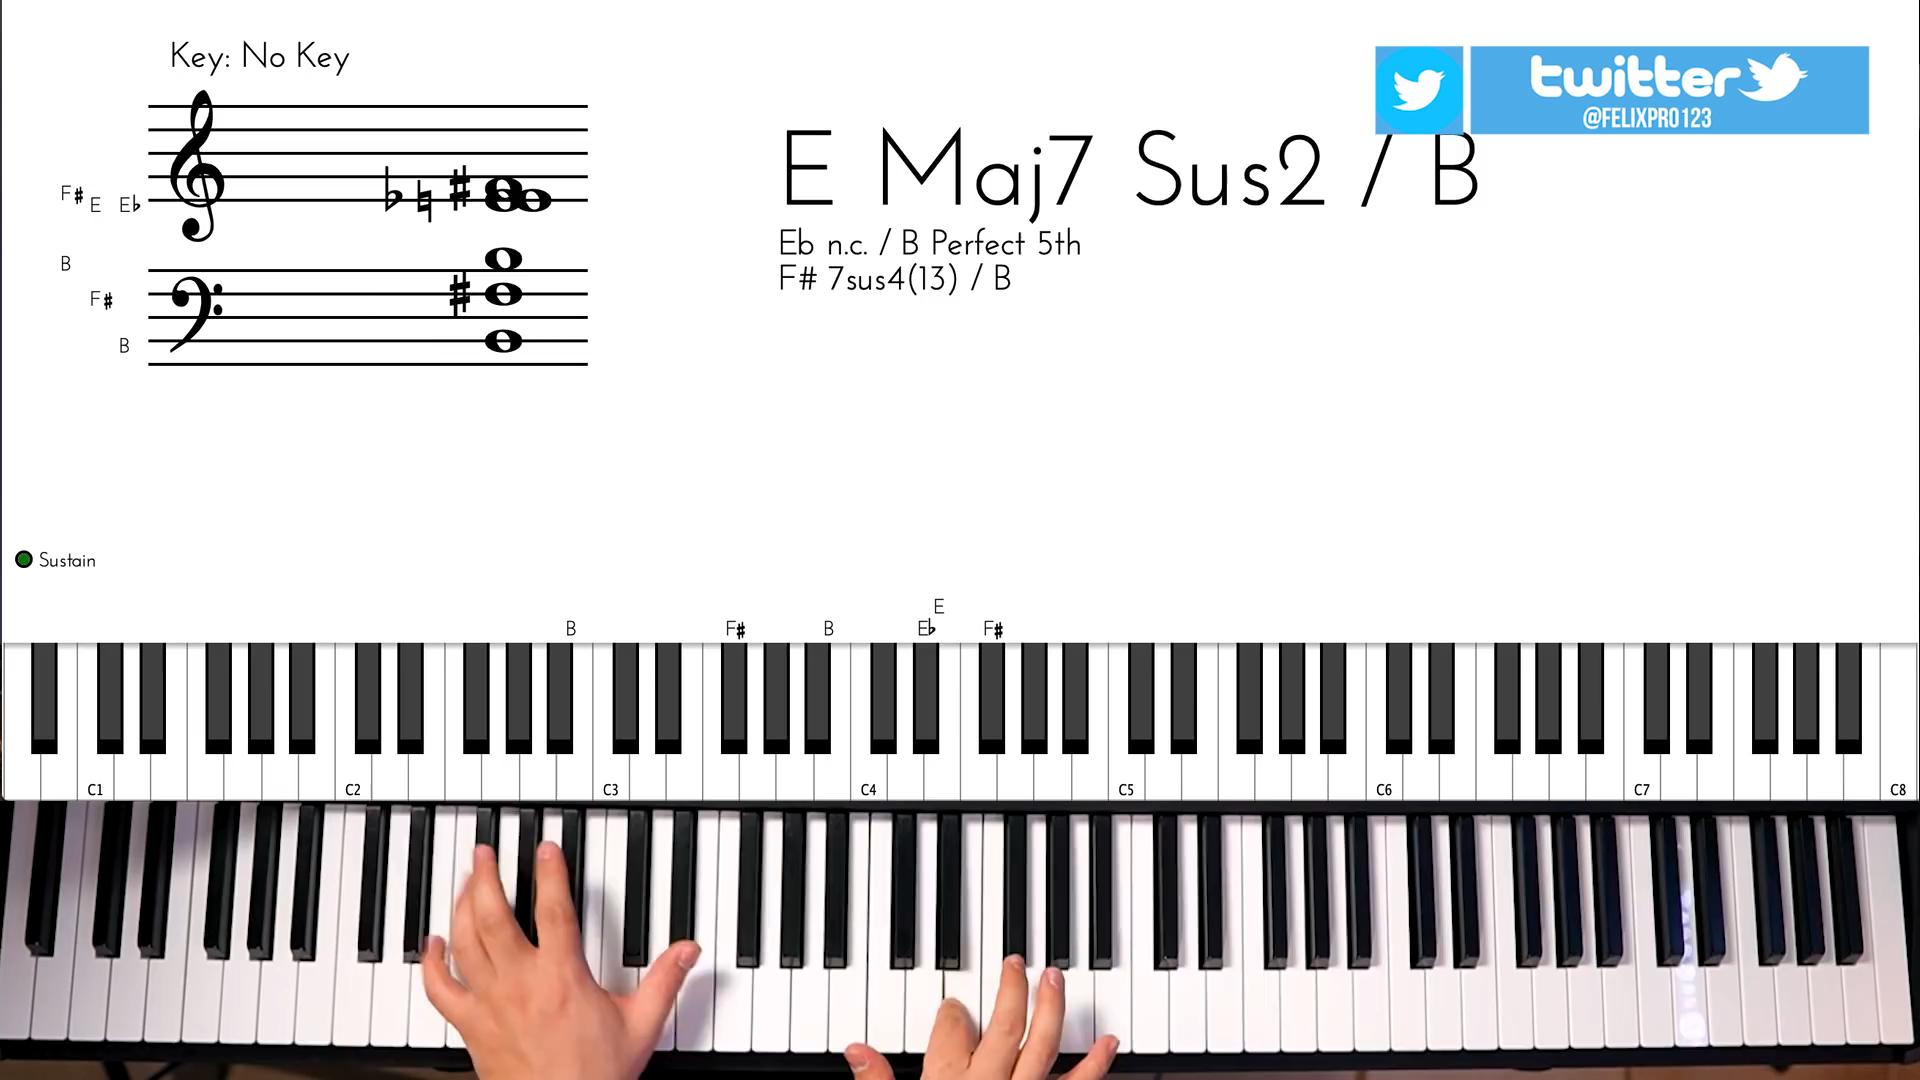 Key: No Key
twitter
@FELIXPRO123
E Maj7 Sus2 / B
F♯ E E♭
Eb n.c. / B Perfect 5th
B
F# 7sus4(13) / B
F♯
B
Sustain
E
B F♯ B E♭ F♯
C1 C2 C3 C4 C5 C6 C7 C8